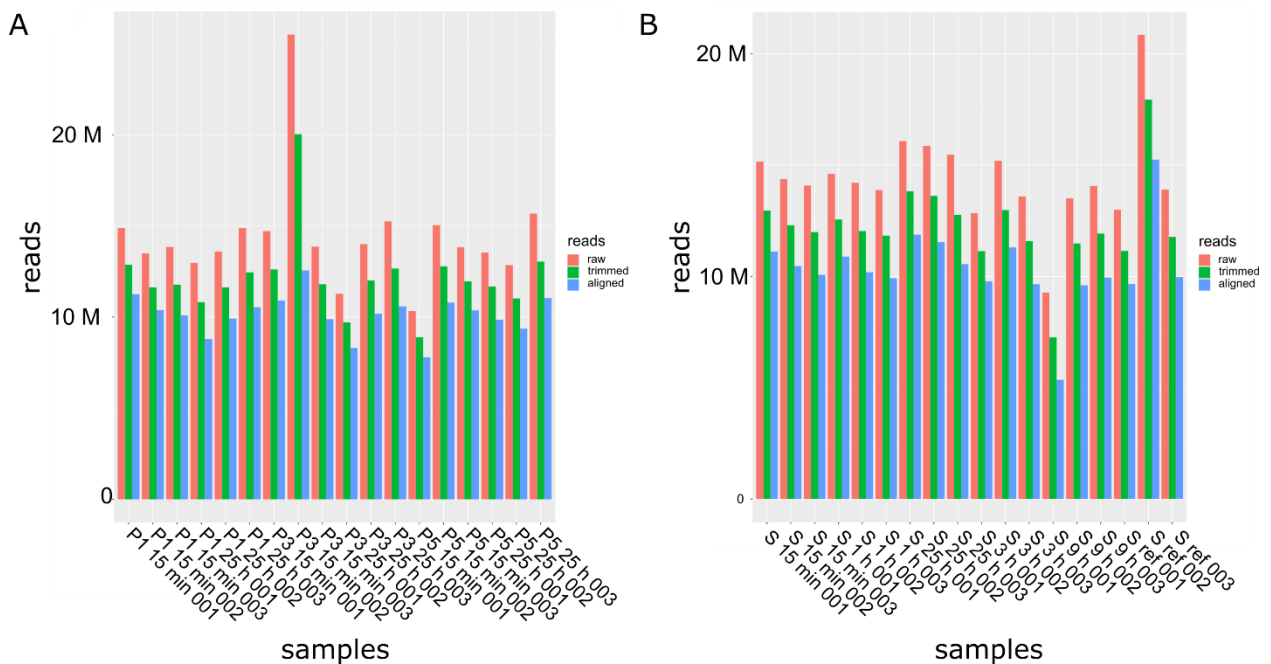 A
20 M
10 M
0
reads
reads
raw
trimmed
aligned
P1 15 min 001
P1 15 min 002
P1 15 min 003
P1 25 h 001
P1 25 h 002
P1 25 h 003
P3 15 min 001
P3 15 min 002
P3 15 min 003
P3 25 h 001
P3 25 h 002
P3 25 h 003
P5 15 min 001
P5 15 min 002
P5 15 min 003
P5 25 h 001
P5 25 h 002
P5 25 h 003
samples
B
20 M
10 M
0
reads
reads
raw
trimmed
aligned
S 15 min 001
S 15 min 002
S 15 min 003
S 1 h 001
S 1 h 002
S 1 h 003
S 25 h 001
S 25 h 002
S 25 h 003
S 3 h 001
S 3 h 002
S 3 h 003
S 9 h 001
S 9 h 002
S 9 h 003
S ref 001
S ref 002
S ref 003
samples